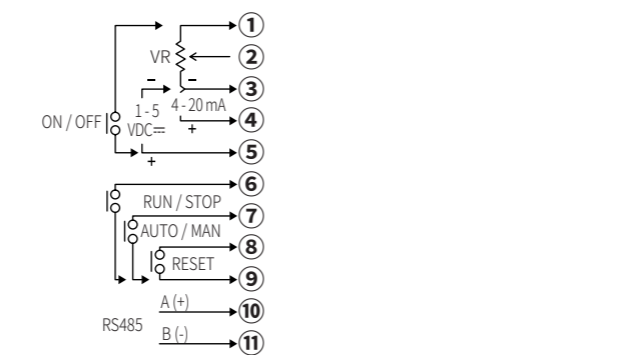 ①
VR ②
- -
③
1 - 5 4 - 20 mA
④
ON / OFF VDC⎓ +
⑤
+
⑥
RUN / STOP
⑦
AUTO / MAN
⑧
RESET
⑨
A (+) ⑩
RS485
B (-) ⑪